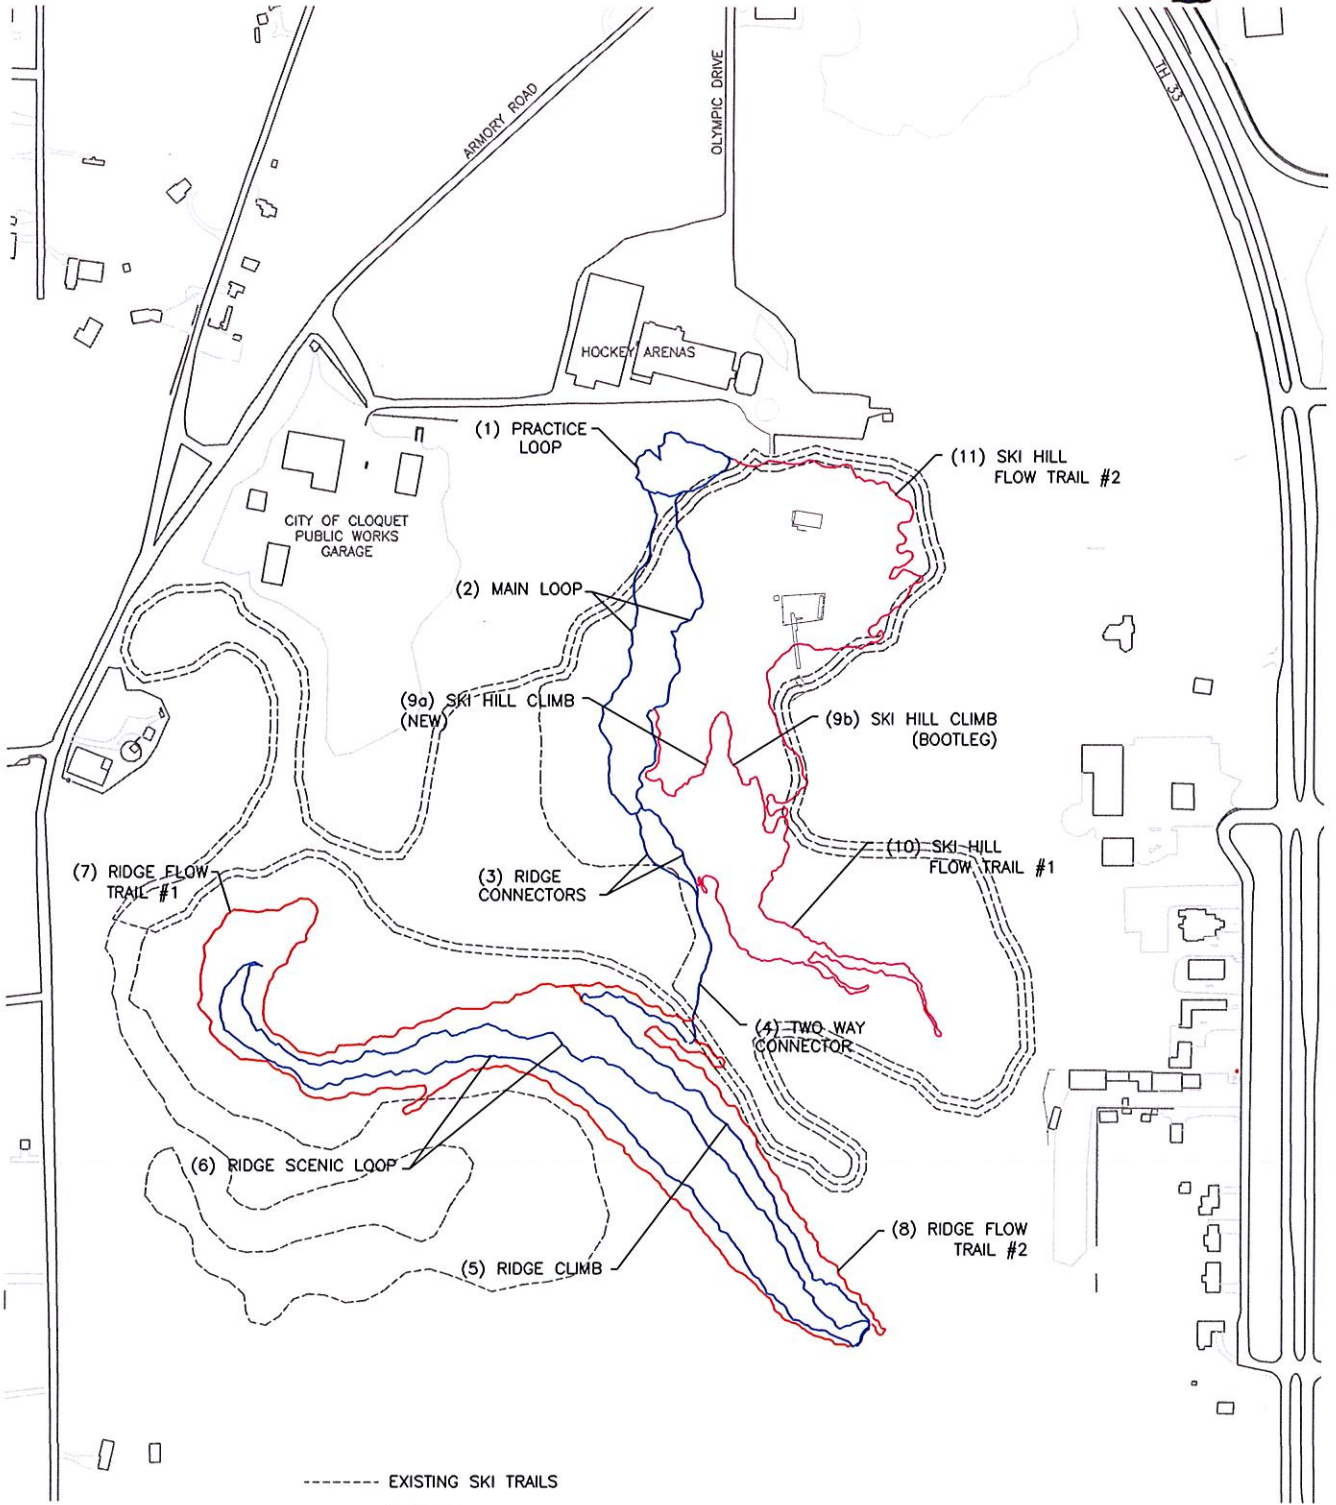 TH 33
ARMORY ROAD
OLYMPIC DRIVE
HOCKEY ARENAS
(1) PRACTICE
LOOP
(11) SKI HILL
FLOW TRAIL #2
CITY OF CLOQUET
PUBLIC WORKS
GARAGE
(2) MAIN LOOP
(9a) SKI HILL CLIMB
(NEW)
(9b) SKI HILL CLIMB
(BOOTLEG)
(10) SKI HILL
FLOW TRAIL #1
(7) RIDGE FLOW
TRAIL #1
(3) RIDGE
CONNECTORS
(4) TWO WAY
CONNECTOR
(6) RIDGE SCENIC LOOP
(8) RIDGE FLOW
TRAIL #2
(5) RIDGE CLIMB
EXISTING SKI TRAILS